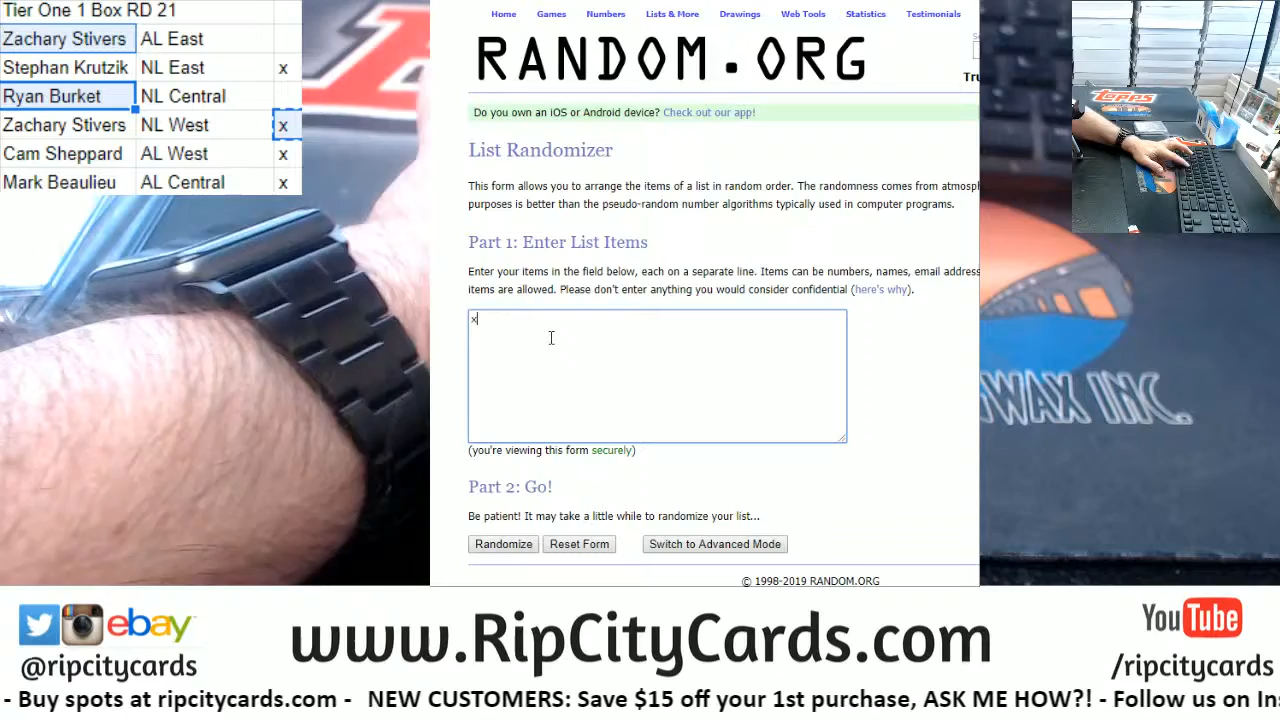 Tier One 1 Box RD 21
Zachary Stivers AL East
Stephan Krutzik NL East x
Ryan Burket NL Central
Zachary Stivers NL West x
Cam Sheppard AL West x
Mark Beaulieu AL Central x
Home Games Numbers Lists & More Drawings Web Tools Statistics Testimonials
RANDOM.ORG
Do you own an iOS or Android device? Check out our app!
List Randomizer
This form allows you to arrange the items of a list in random order. The randomness comes from atmosph
purposes is better than the pseudo-random number algorithms typically used in computer programs.
Part 1: Enter List Items
Enter your items in the field below, each on a separate line. Items can be numbers, names, email address
items are allowed. Please don't enter anything you would consider confidential (here's why).
x
(you're viewing this form securely)
Part 2: Go!
Be patient! It may take a little while to randomize your list...
Randomize Reset Form Switch to Advanced Mode
© 1998-2019 RANDOM.ORG
Topps
WAX INC.
ebay
@ripcitycards
www.RipCityCards.com
YouTube
/ripcitycards
- Buy spots at ripcitycards.com - NEW CUSTOMERS: Save $15 off your 1st purchase, ASK ME HOW?! - Follow us on In